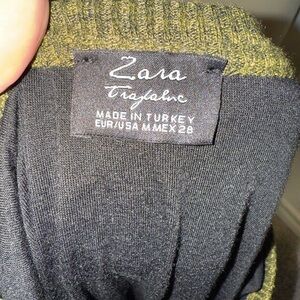 Zara
Trafaluc
MADE IN TURKEY
EUR/USA M.MEX 28